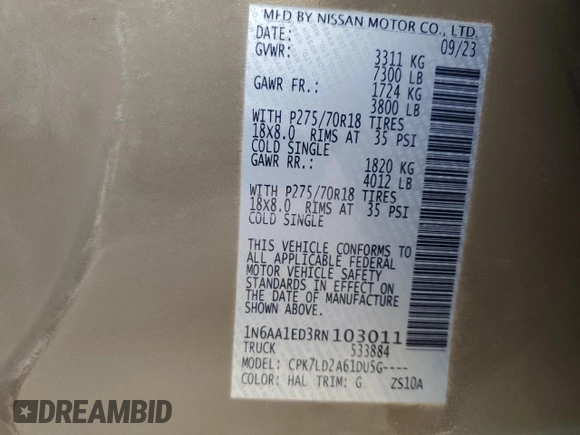 MFD BY NISSAN MOTOR CO., LTD.
DATE: 09/23
GVWR: 3311 KG
7300 LB
GAWR FR.: 1724 KG
3800 LB
WITH P275/70R18 TIRES
18X8.0 RIMS AT 35 PSI
COLD SINGLE
GAWR RR.: 1820 KG
4012 LB
WITH P275/70R18 TIRES
18X8.0 RIMS AT 35 PSI
COLD SINGLE
THIS VEHICLE CONFORMS TO
ALL APPLICABLE FEDERAL
MOTOR VEHICLE SAFETY
STANDARDS IN EFFECT ON
THE DATE OF MANUFACTURE
SHOWN ABOVE.
1N6AA1ED3RN103011
TRUCK 533884
MODEL: CPK7LD2A61DU5G----
COLOR: HAL TRIM: G ZS10A
DREAMBID